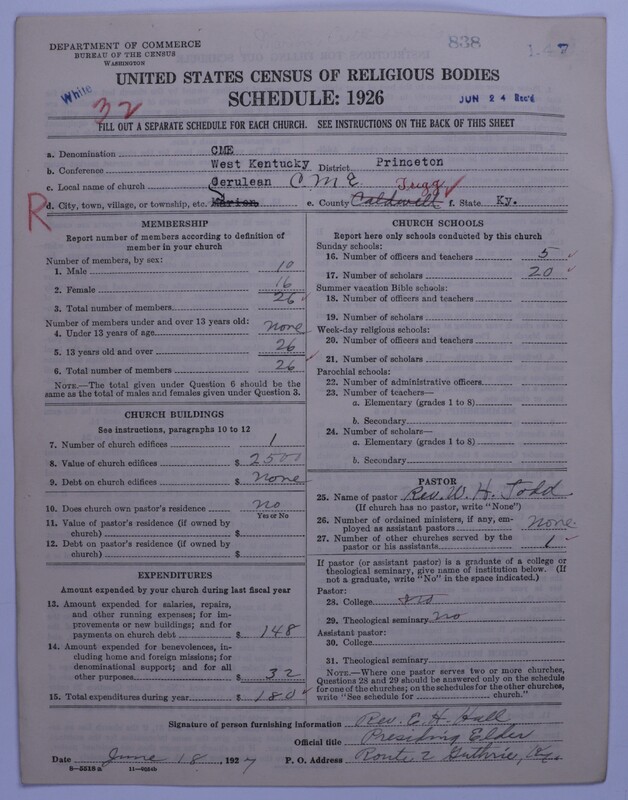 DEPARTMENT OF COMMERCE
BUREAU OF THE CENSUS
WASHINGTON
838
1-47
UNITED STATES CENSUS OF RELIGIOUS BODIES
White
32
SCHEDULE: 1926
JUN 24 Rec'd
FILL OUT A SEPARATE SCHEDULE FOR EACH CHURCH. SEE INSTRUCTIONS ON THE BACK OF THIS SHEET
a. Denomination CME
b. Conference West Kentucky District Princeton
c. Local name of church Cerulean CME
Trigg
R
d. City, town, village, or township, etc. Marion e. County Caldwell f. State Ky.
MEMBERSHIP
Report number of members according to definition of
member in your church
Number of members, by sex:
1. Male 10
2. Female 16
3. Total number of members 26
Number of members under and over 13 years old:
4. Under 13 years of age none
5. 13 years old and over 26
6. Total number of members 26
NOTE.—The total given under Question 6 should be
same as the total of males and females given under Question 3.
CHURCH BUILDINGS
See instructions, paragraphs 10 to 12
7. Number of church edifices 1
8. Value of church edifices $ 2500
9. Debt on church edifices $ None
10. Does church own pastor's residence no
Yes or No
11. Value of pastor's residence (if owned by
church) $
12. Debt on pastor's residence (if owned by
church) $
EXPENDITURES
Amount expended by your church during last fiscal year
13. Amount expended for salaries, repairs,
and other running expenses; for im-
provements or new buildings; and for
payments on church debt $ 148
14. Amount expended for benevolences, in-
cluding home and foreign missions; for
denominational support; and for all
other purposes $ 32
15. Total expenditures during year $ 180
CHURCH SCHOOLS
Report here only schools conducted by this church
Sunday schools:
16. Number of officers and teachers 5
17. Number of scholars 20
Summer vacation Bible schools:
18. Number of officers and teachers
19. Number of scholars
Week-day religious schools:
20. Number of officers and teachers
21. Number of scholars
Parochial schools:
22. Number of administrative officers
23. Number of teachers—
a. Elementary (grades 1 to 8)
b. Secondary
24. Number of scholars—
a. Elementary (grades 1 to 8)
b. Secondary
PASTOR
25. Name of pastor Rev. W. H. Todd
(If church has no pastor, write "None")
26. Number of ordained ministers, if any, em-
ployed as assistant pastors none
27. Number of other churches served by the
pastor or his assistants 1
If pastor (or assistant pastor) is a graduate of a college or
theological seminary, give name of institution below. (If
not a graduate, write "No" in the space indicated.)
Pastor:
28. College no
29. Theological seminary no
Assistant pastor:
30. College
31. Theological seminary
NOTE.—Where one pastor serves two or more churches,
Questions 28 and 29 should be answered only on the schedule
for one of the churches; on the schedules for the other churches,
write "See schedule for church."
Signature of person furnishing information Rev. C. H. Hall
Official title Presiding Elder
Date June 18, 1927 P. O. Address Route 2 Guthrie, Ky.
8-5518 a